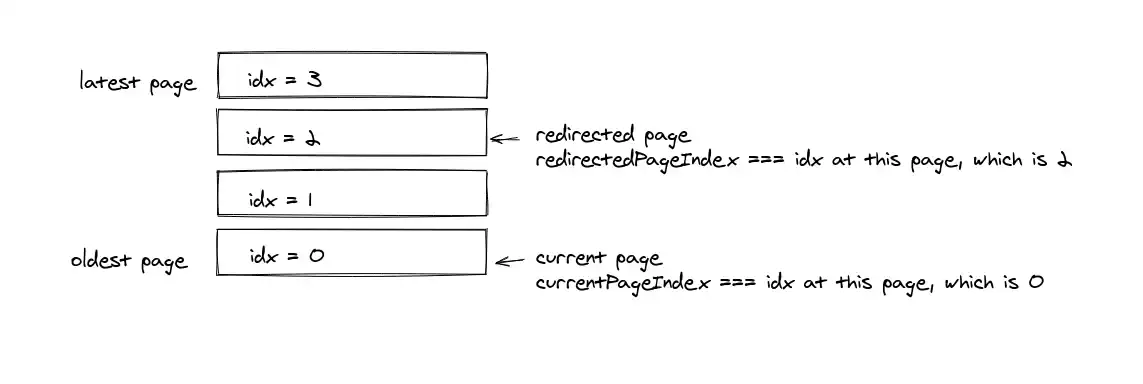 latest page
idx = 3
idx = 2
redirected page
redirectedPageIndex === idx at this page, which is 2
idx = 1
oldest page
idx = 0
current page
currentPageIndex === idx at this page, which is 0